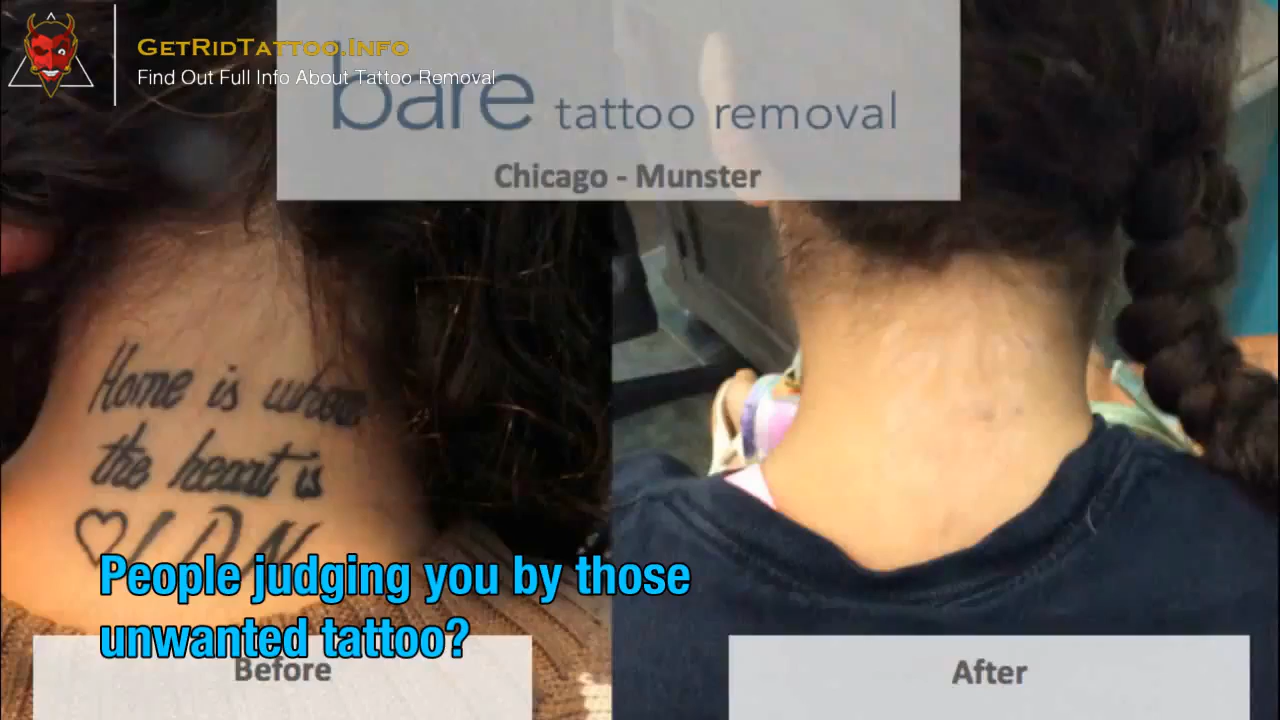 GetRidTattoo.Info
Find Out Full Info About Tattoo Removal
bare tattoo removal
Chicago - Munster
Home is where
the heart is
LDN
People judging you by those
unwanted tattoo?
Before
After